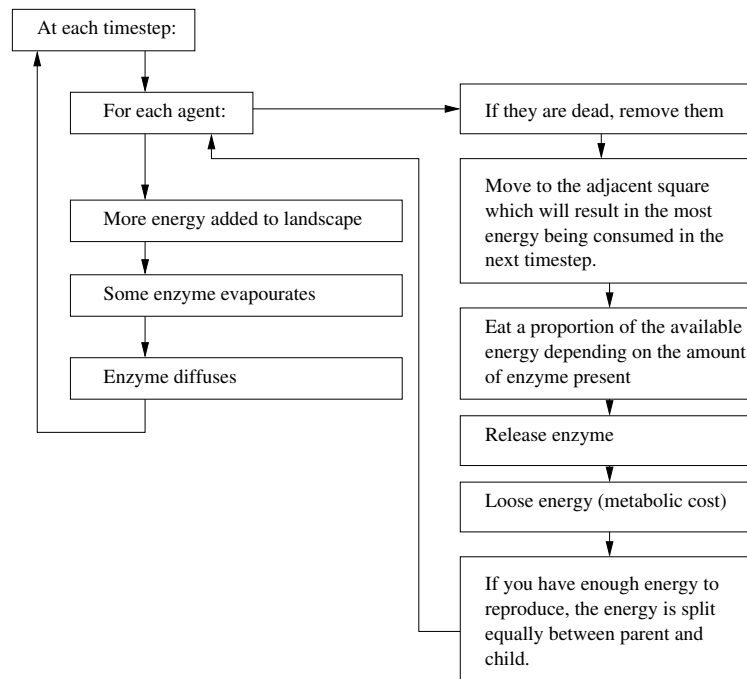 At each timestep:
For each agent:
More energy added to landscape
Some enzyme evapourates
Enzyme diffuses
If they are dead, remove them
Move to the adjacent square
which will result in the most
energy being consumed in the
next timestep.
Eat a proportion of the available
energy depending on the amount
of enzyme present
Release enzyme
Loose energy (metabolic cost)
If you have enough energy to
reproduce, the energy is split
equally between parent and
child.